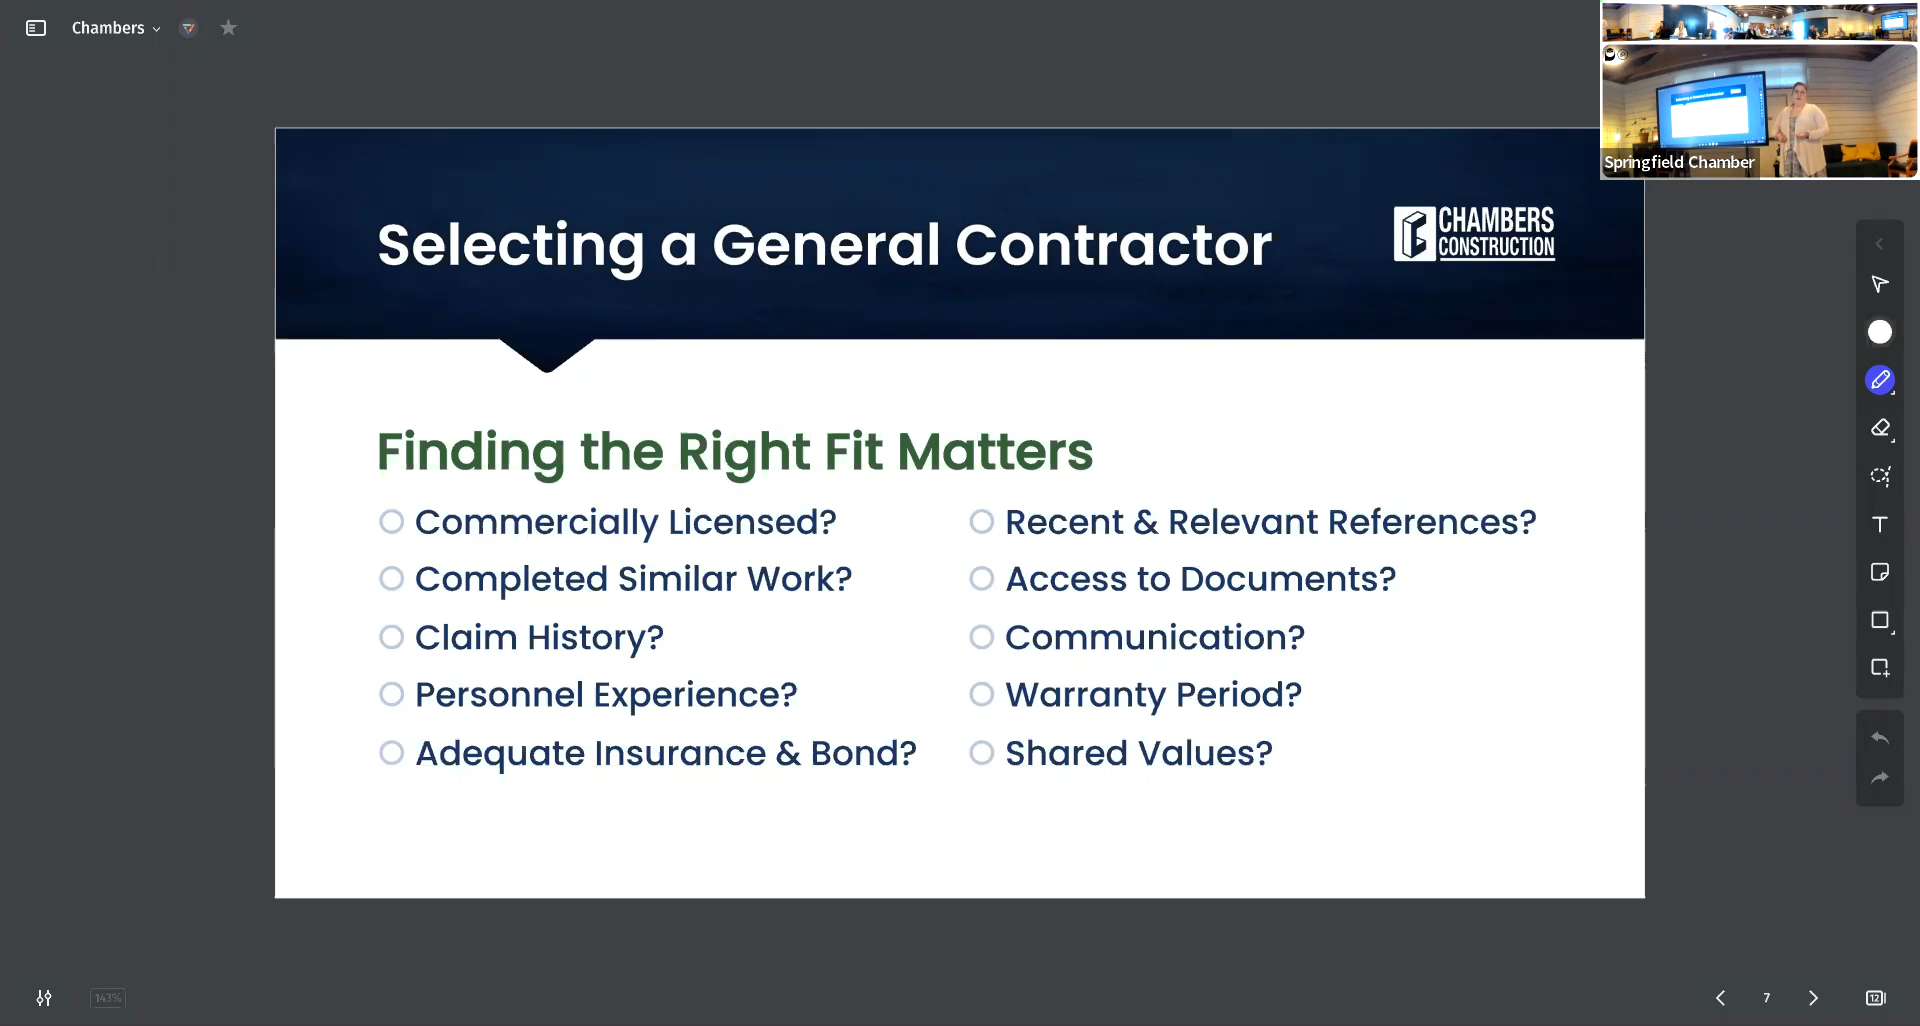 Chambers
Springfield Chamber
Selecting a General Contractor
CHAMBERS
CONSTRUCTION
Finding the Right Fit Matters
Commercially Licensed?
Completed Similar Work?
Claim History?
Personnel Experience?
Adequate Insurance & Bond?
Recent & Relevant References?
Access to Documents?
Communication?
Warranty Period?
Shared Values?
143%
7
12